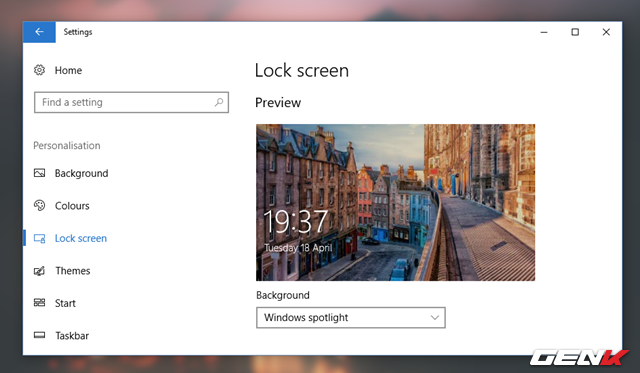 Settings
Home
Find a setting
Personalisation
Background
Colours
Lock screen
Themes
Start
Taskbar
Lock screen
Preview
19:37
Tuesday 18 April
Background
Windows spotlight
GENK